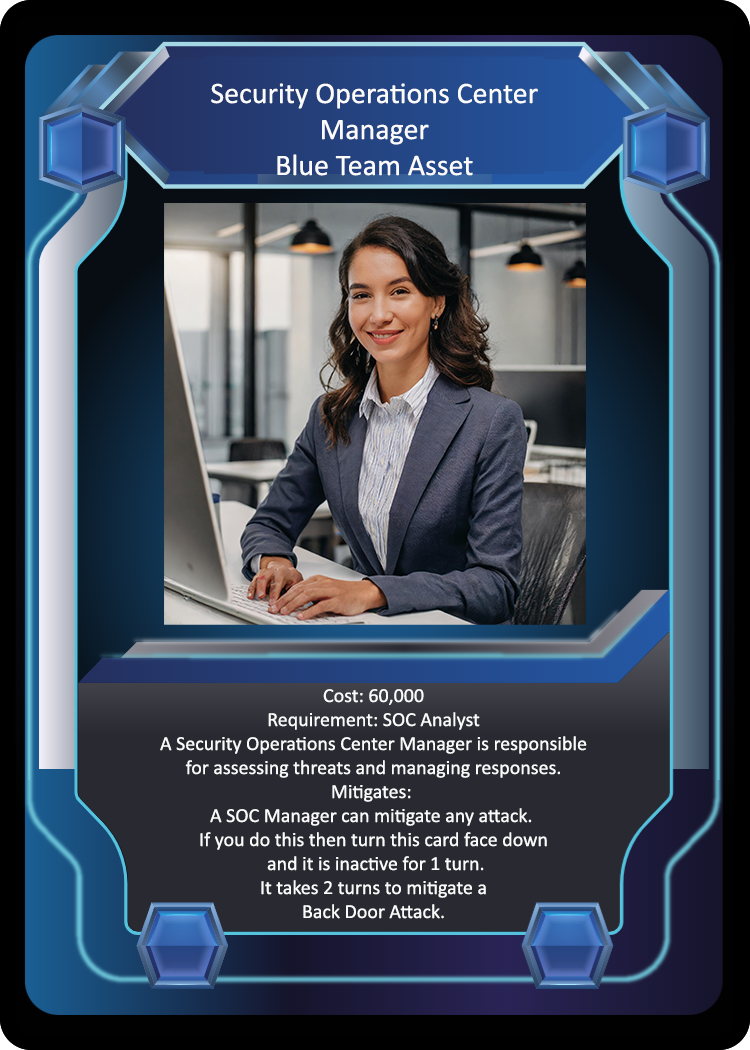 Security Operations Center
Manager
Blue Team Asset
Cost: 60,000
Requirement: SOC Analyst
A Security Operations Center Manager is responsible
for assessing threats and managing responses.
Mitigates:
A SOC Manager can mitigate any attack.
If you do this then turn this card face down
and it is inactive for 1 turn.
It takes 2 turns to mitigate a
Back Door Attack.